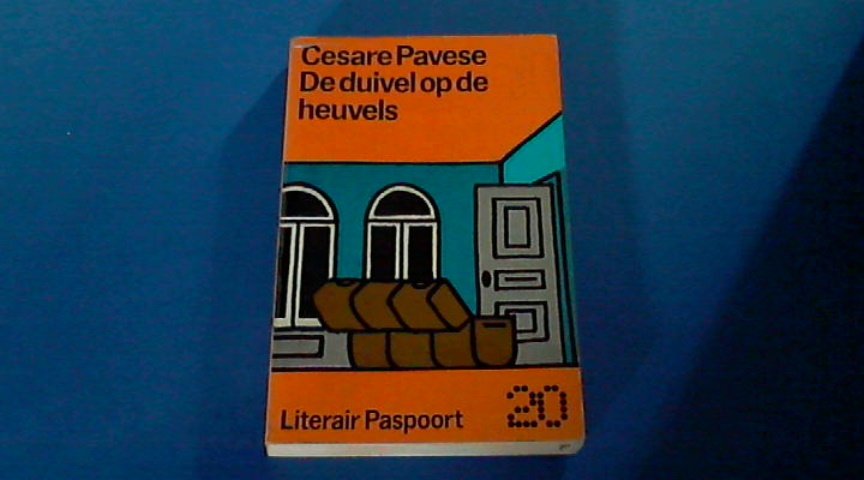 Cesare Pavese
De duivel op de
heuvels
Literair Paspoort
20